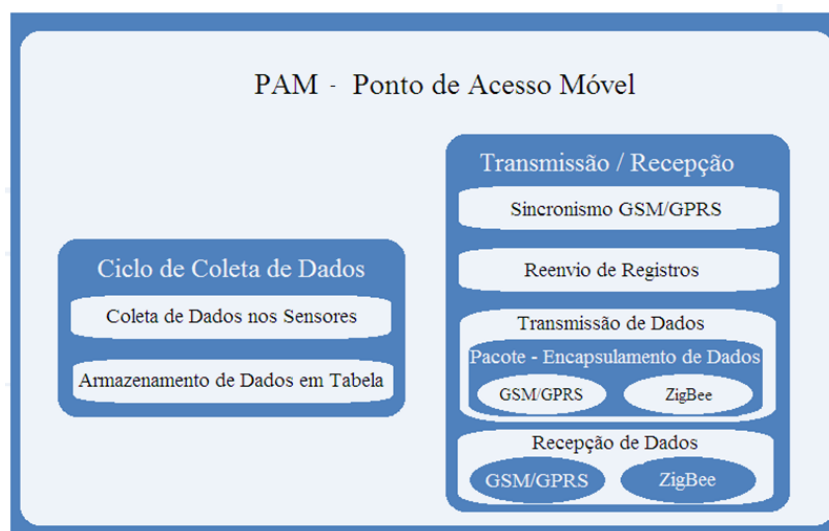 PAM - Ponto de Acesso Móvel
Ciclo de Coleta de Dados
Coleta de Dados nos Sensores
Armazenamento de Dados em Tabela
Transmissão / Recepção
Sincronismo GSM/GPRS
Reenvio de Registros
Transmissão de Dados
Pacote - Encapsulamento de Dados
GSM/GPRS
ZigBee
Recepção de Dados
GSM/GPRS
ZigBee